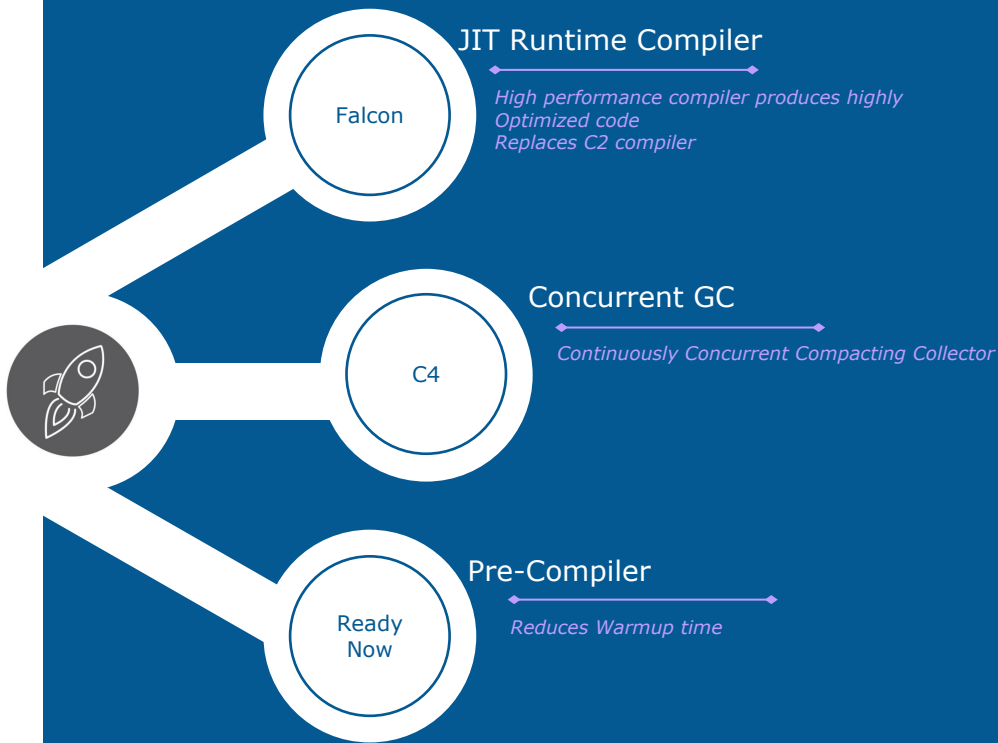 JIT Runtime Compiler
Falcon
High performance compiler produces highly
Optimized code
Replaces C2 compiler
Concurrent GC
C4
Continuously Concurrent Compacting Collector
Pre-Compiler
Ready
Now
Reduces Warmup time